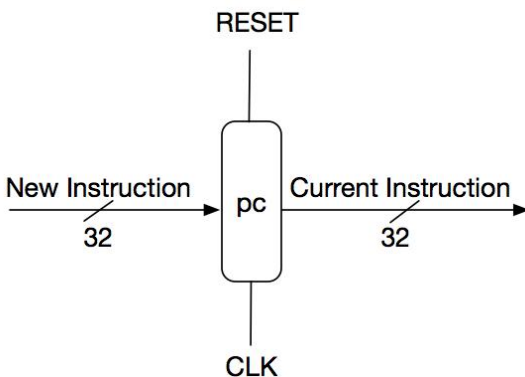 RESET
New Instruction
32
pc
Current Instruction
32
CLK